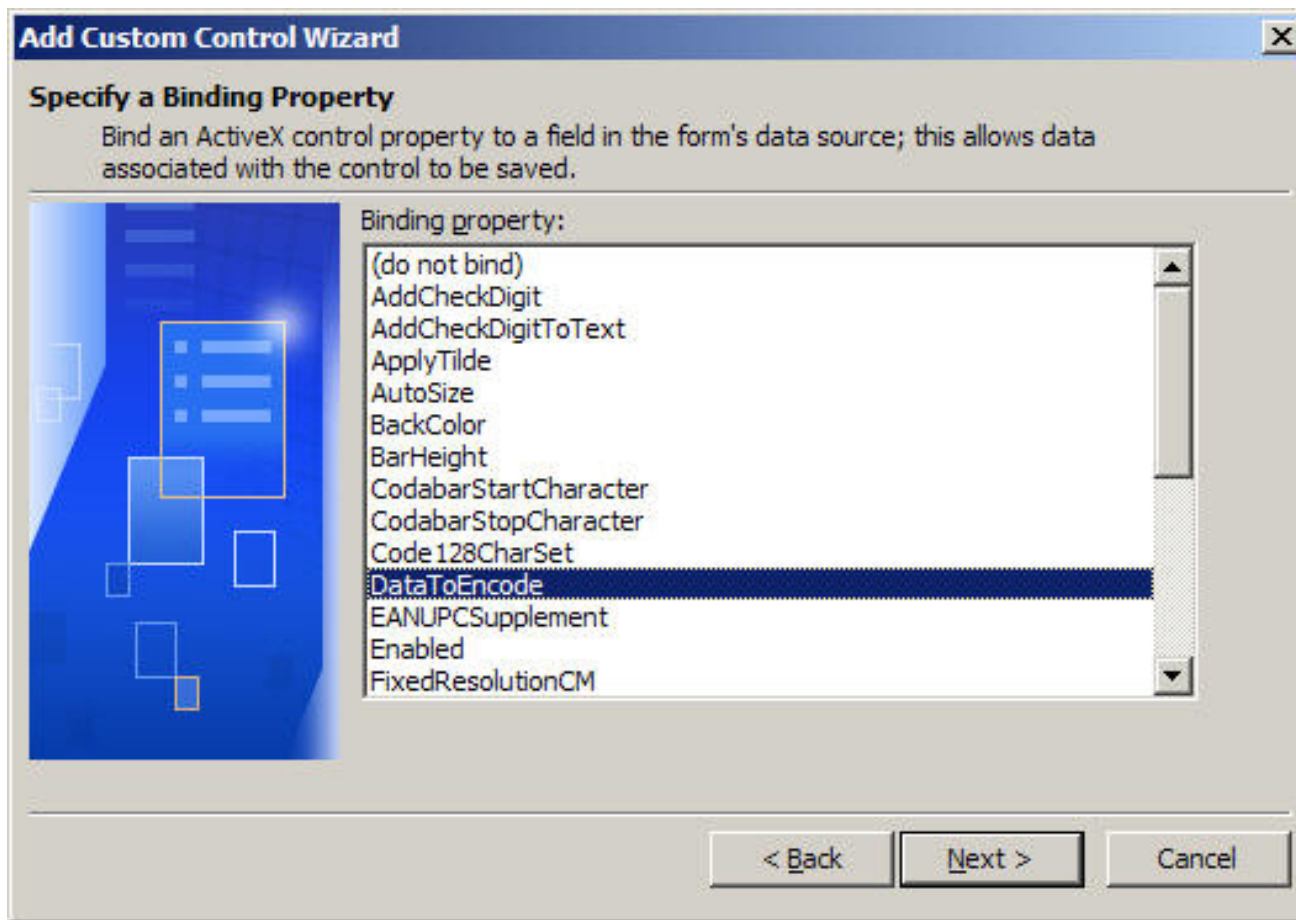 Add Custom Control Wizard
Specify a Binding Property
Bind an ActiveX control property to a field in the form's data source; this allows data
associated with the control to be saved.
Binding property:
(do not bind)
AddCheckDigit
AddCheckDigitToText
ApplyTilde
AutoSize
BackColor
BarHeight
CodabarStartCharacter
CodabarStopCharacter
Code128CharSet
DataToEncode
EANUPCSupplement
Enabled
FixedResolutionCM
< Back Next > Cancel